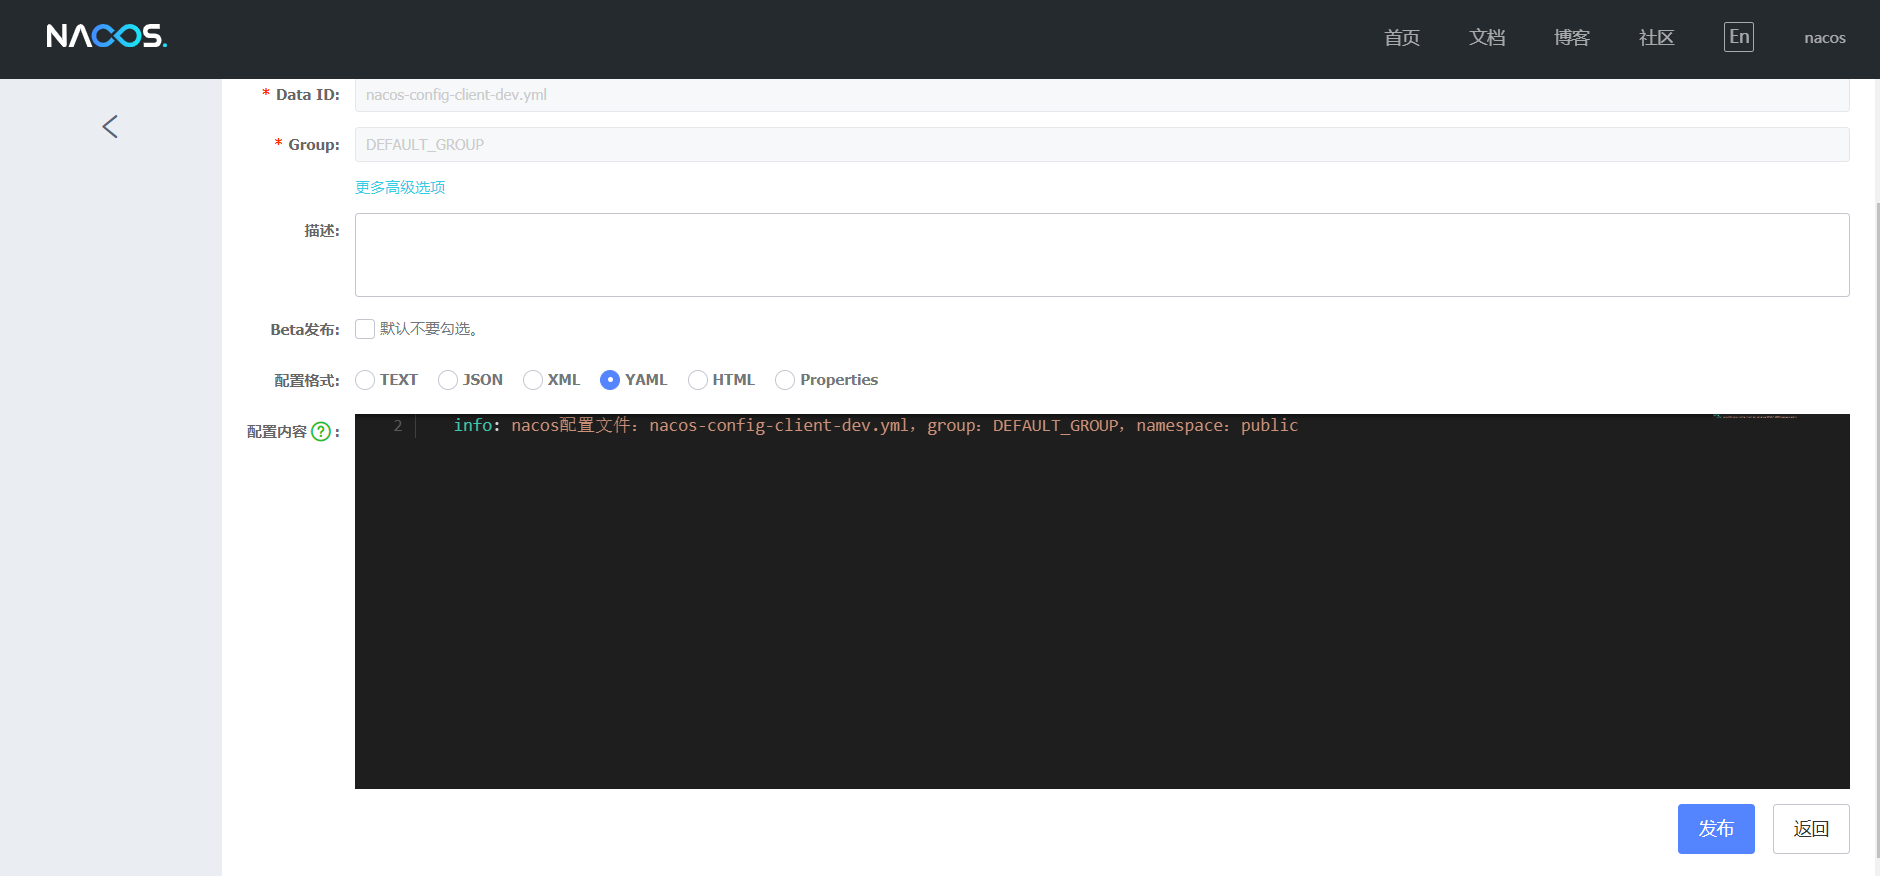 NACOS.
首页 文档 博客 社区 En nacos
* Data ID: nacos-config-client-dev.yml
* Group: DEFAULT_GROUP
更多高级选项
描述:
Beta发布: 默认不要勾选。
配置格式: TEXT JSON XML YAML HTML Properties
配置内容 ? :
2 info: nacos配置文件：nacos-config-client-dev.yml，group：DEFAULT_GROUP，namespace：public
发布 返回